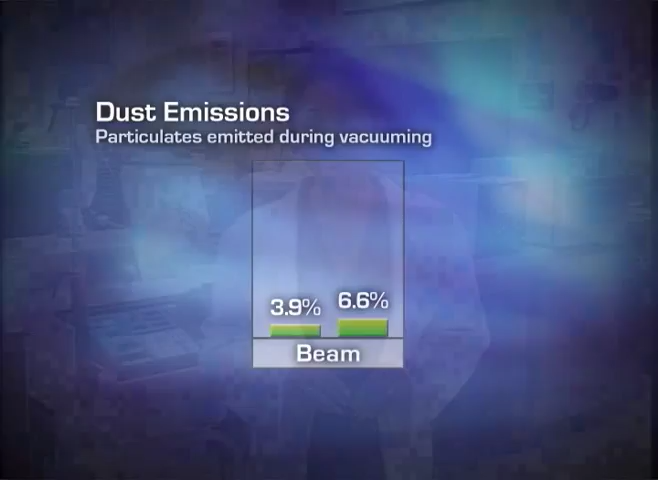 Dust Emissions
Particulates emitted during vacuuming
3.9% 6.6%
Beam